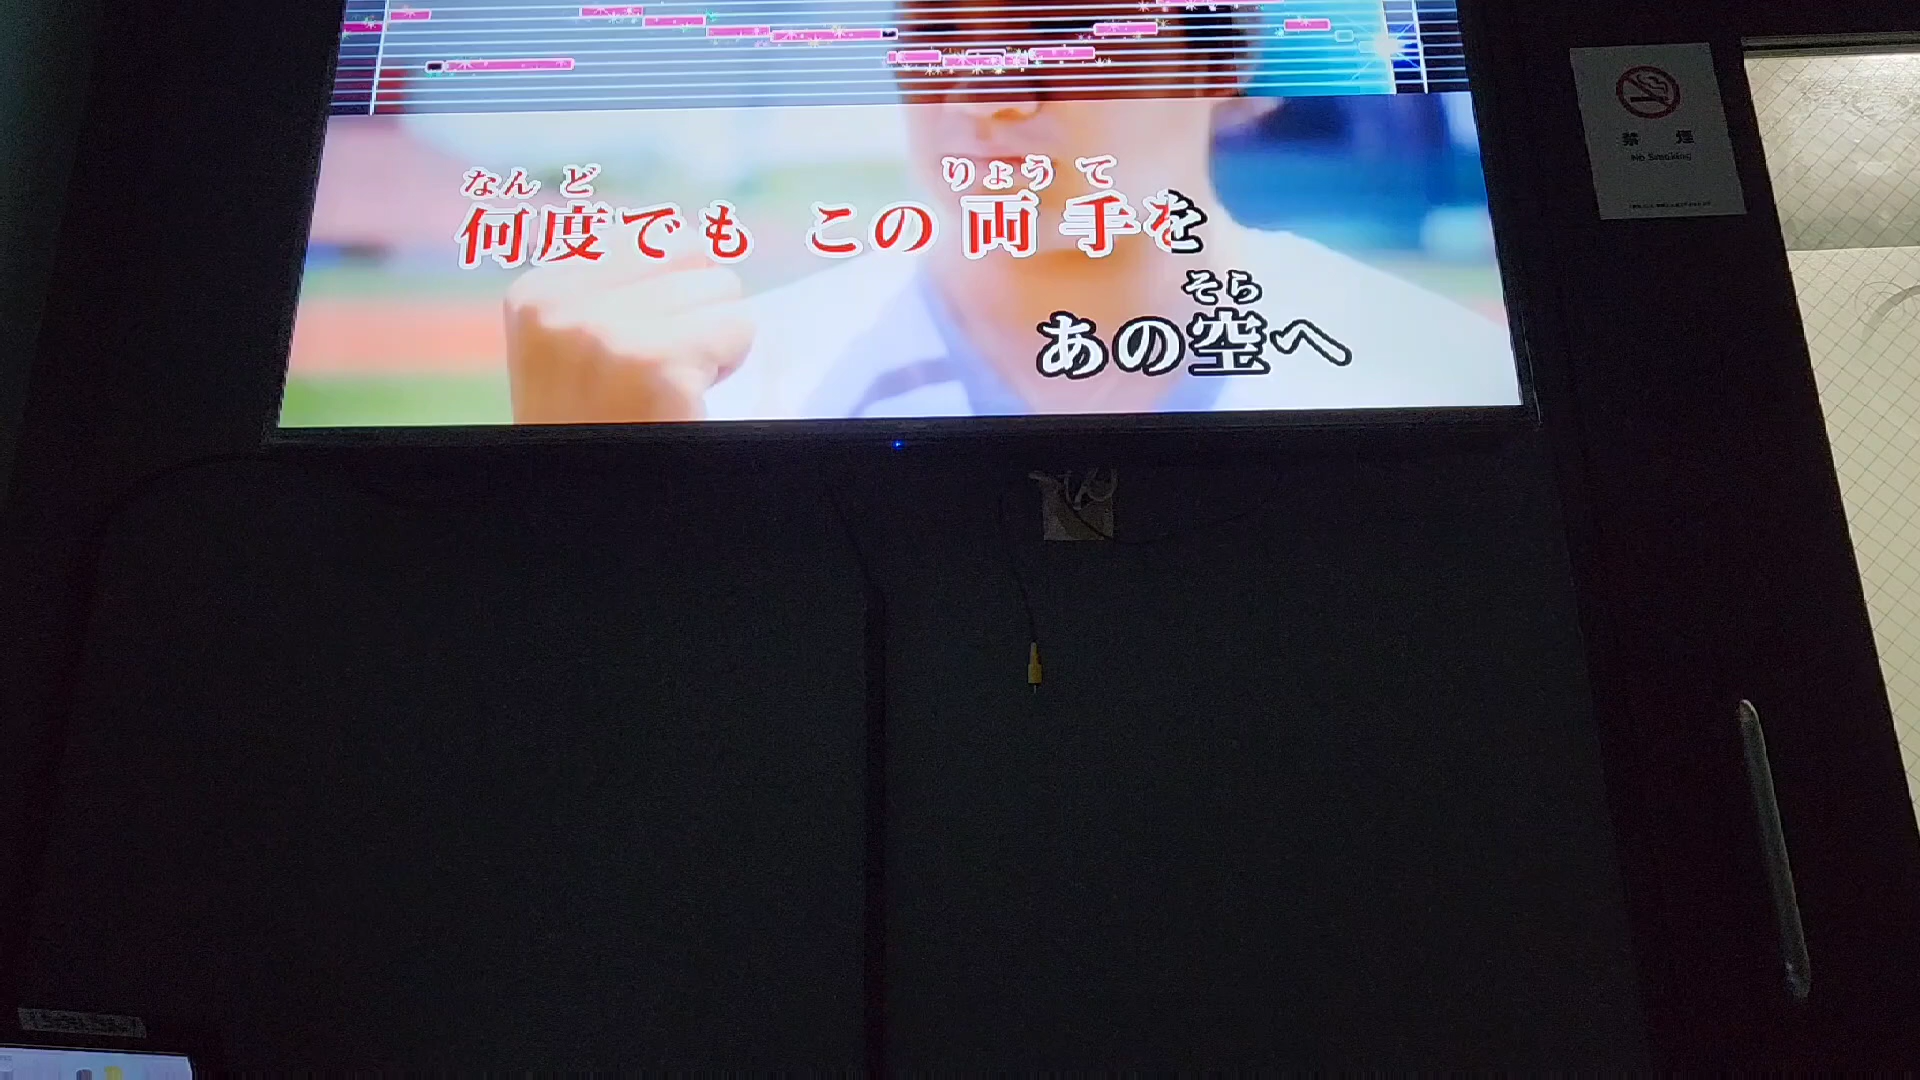 なんど
りょうて
何度でも この両手を
そら
あの空へ
禁煙
No Smoking